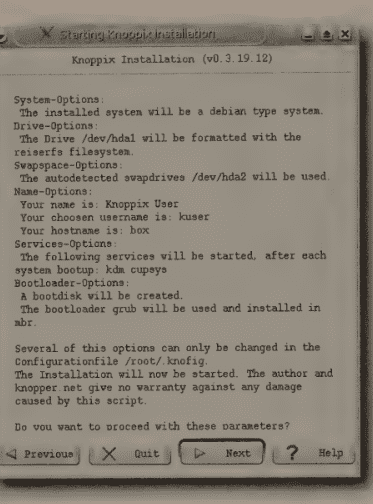 Starting Knoppix Installation
Knoppix Installation (v0.3.19.12)
System-Options:
The installed system will be a debian type system.
Drive-Options:
The Drive /dev/hda1 will be formatted with the
reiserfs filesystem.
Swapspace-Options:
The autodetected swapdrives /dev/hda2 will be used.
Name-Options:
Your name is: Knoppix User
Your choosen username is: kuser
Your hostname is: box
Services-Options:
The following services will be started, after each
system bootup: kdm cupsys
Bootloader-Options:
A bootdisk will be created.
The bootloader grub will be used and installed in
mbr.
Several of this options can only be changed in the
Configurationfile /root/.knofig.
The Installation will now be started. The author and
knopper.net give no warranty against any damage
caused by this script.
Do you want to proceed with these parameters?
Previous
Quit
Next
? Help